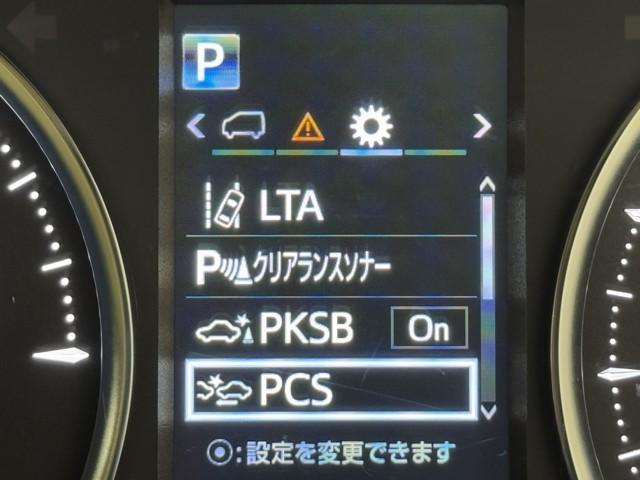 P
LTA
P クリアランスソナー
PKSB On
PCS
:設定を変更できます